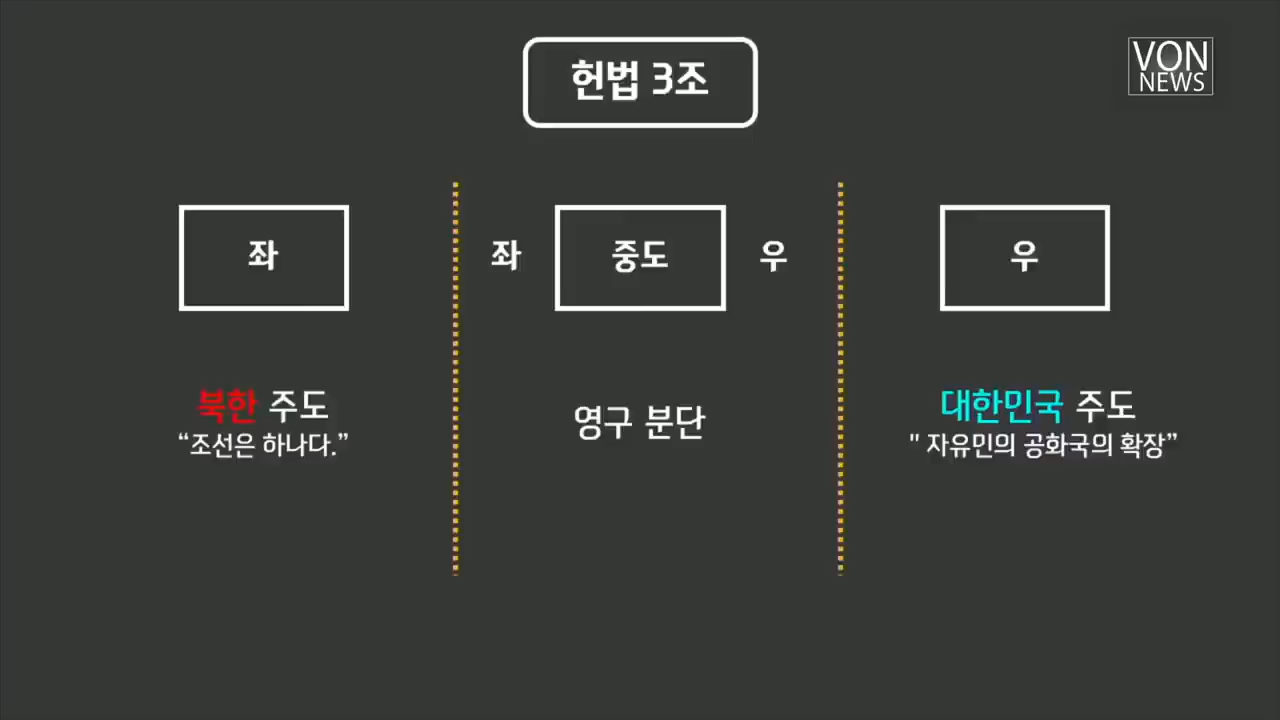 헌법 3조
VON
NEWS
좌
좌
중도
우
우
북한 주도
“조선은 하나다.”
영구 분단
대한민국 주도
" 자유민의 공화국의 확장”